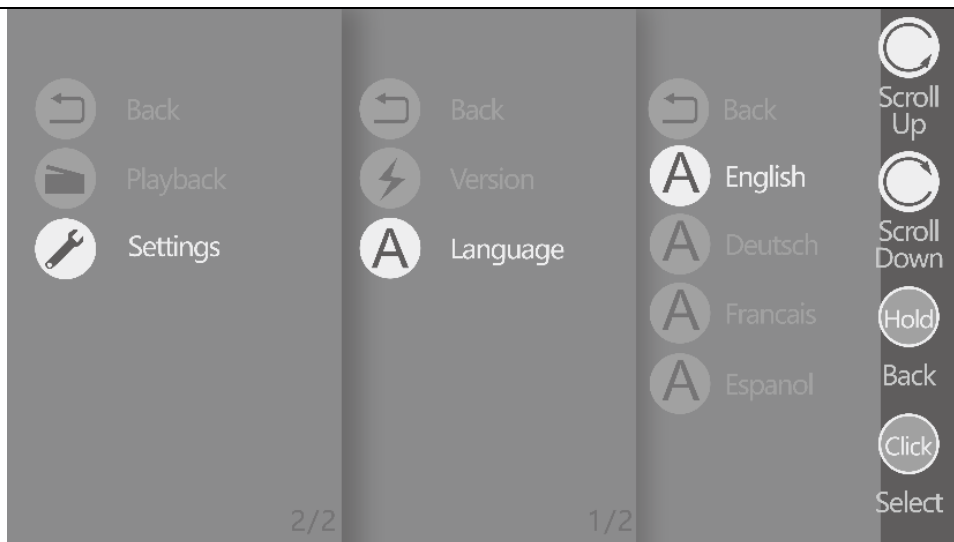 Back
Playback
Settings
2/2
Back
Version
A Language
1/2
Back
A English
A Deutsch
A Francais
A Espanol
Scroll
Up
Scroll
Down
Hold
Back
Click
Select